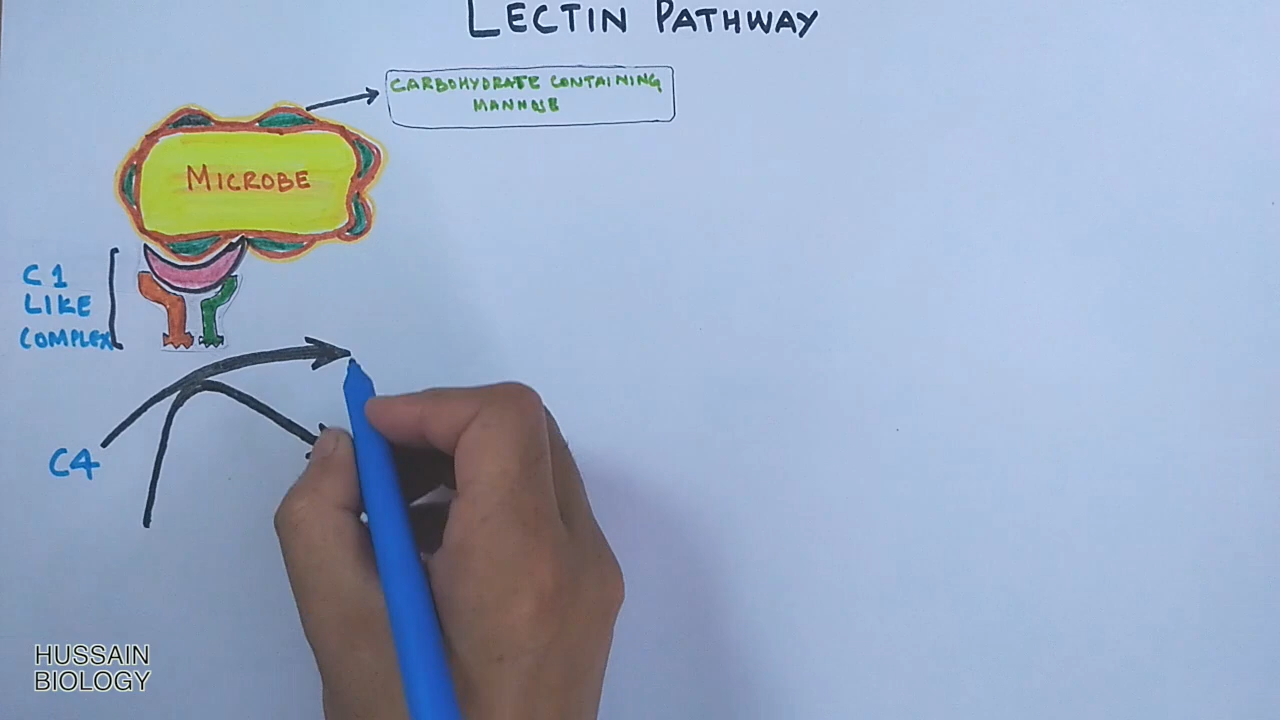 LECTIN PATHWAY
CARBOHYDRATE CONTAINING
MANNOSE
MICROBE
C1
LIKE
COMPLEX
C4
HUSSAIN
BIOLOGY